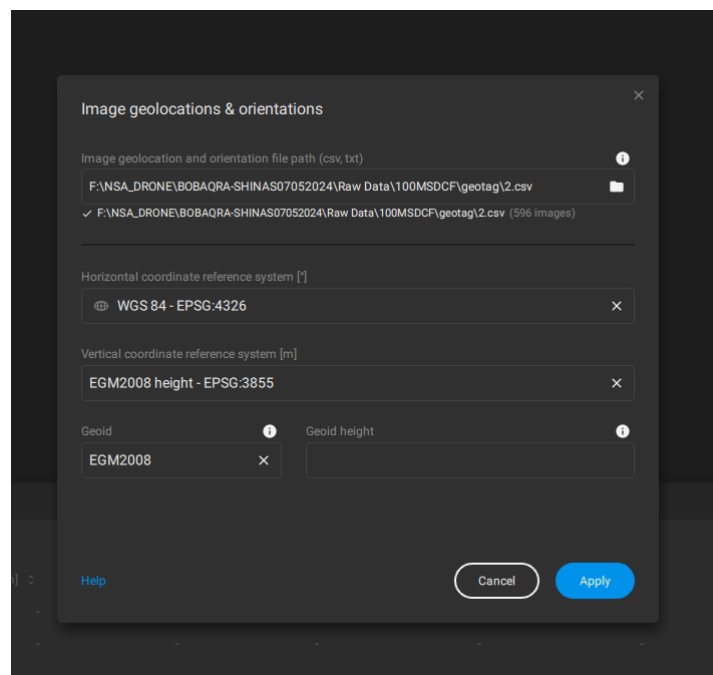 Image geolocations & orientations
Image geolocation and orientation file path (csv, txt)
F:\NSA_DRONE\BOBAQRA-SHINAS07052024\Raw Data\100MSDCF\geotag\2.csv
F:\NSA_DRONE\BOBAQRA-SHINAS07052024\Raw Data\100MSDCF\geotag\2.csv (596 images)
Horizontal coordinate reference system [°]
WGS 84 - EPSG:4326
Vertical coordinate reference system [m]
EGM2008 height - EPSG:3855
Geoid
Geoid height
EGM2008
Help
Cancel
Apply